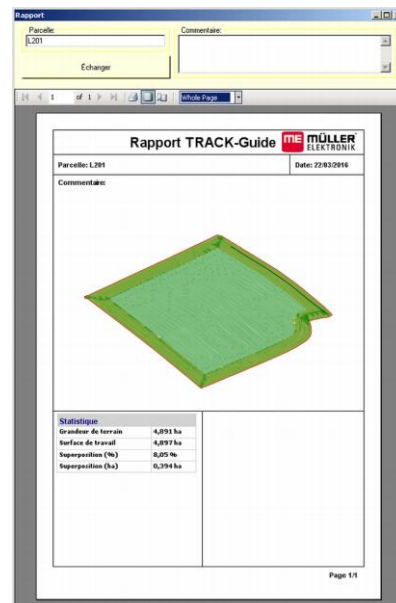 Rapport
Parcelle:
Commentaire:
L201
Échanger
1 of 1 Whole Page
Rapport TRACK-Guide ME MÜLLER ELEKTRONIK
Parcelle: L201 Date: 22/03/2016
Commentaire:
Statistique
Grandeur de terrain 4,891 ha
Surface de travail 4,897 ha
Superposition (%) 8,05 %
Superposition (ha) 0,394 ha
Page 1/1